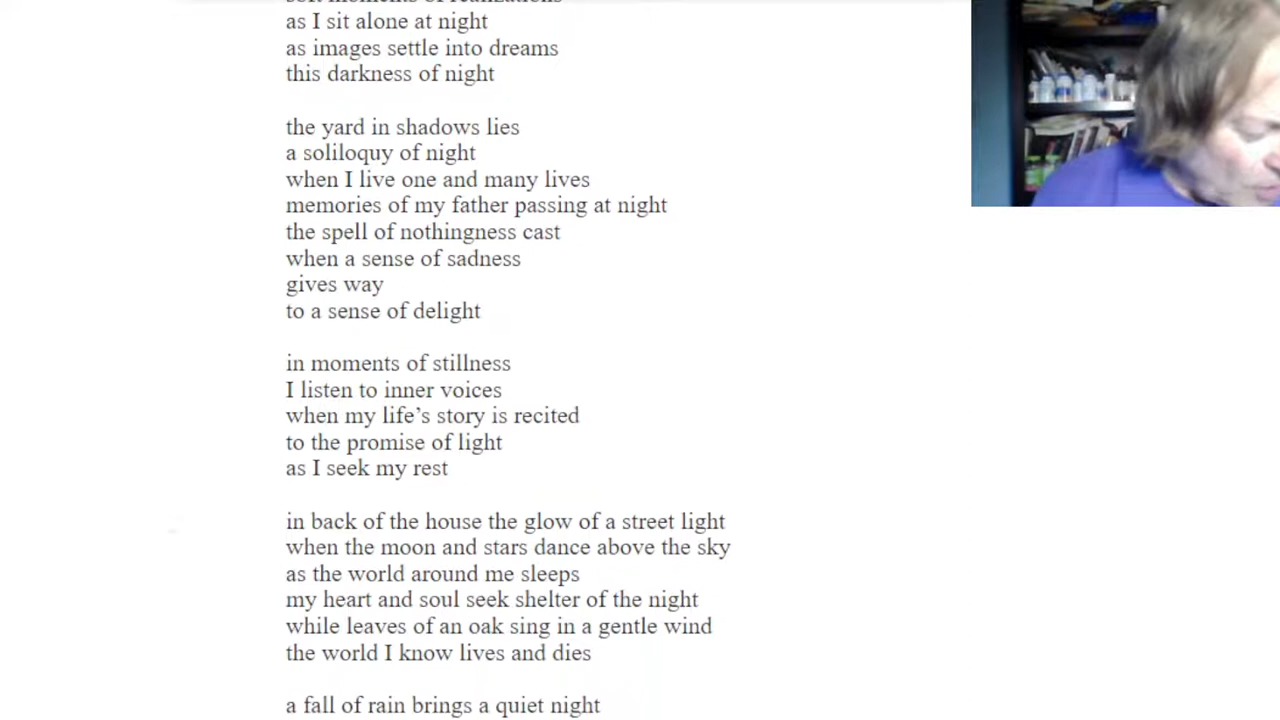 as I sit alone at night
as images settle into dreams
this darkness of night
the yard in shadows lies
a soliloquy of night
when I live one and many lives
memories of my father passing at night
the spell of nothingness cast
when a sense of sadness
gives way
to a sense of delight
in moments of stillness
I listen to inner voices
when my life’s story is recited
to the promise of light
as I seek my rest
in back of the house the glow of a street light
when the moon and stars dance above the sky
as the world around me sleeps
my heart and soul seek shelter of the night
while leaves of an oak sing in a gentle wind
the world I know lives and dies
a fall of rain brings a quiet night